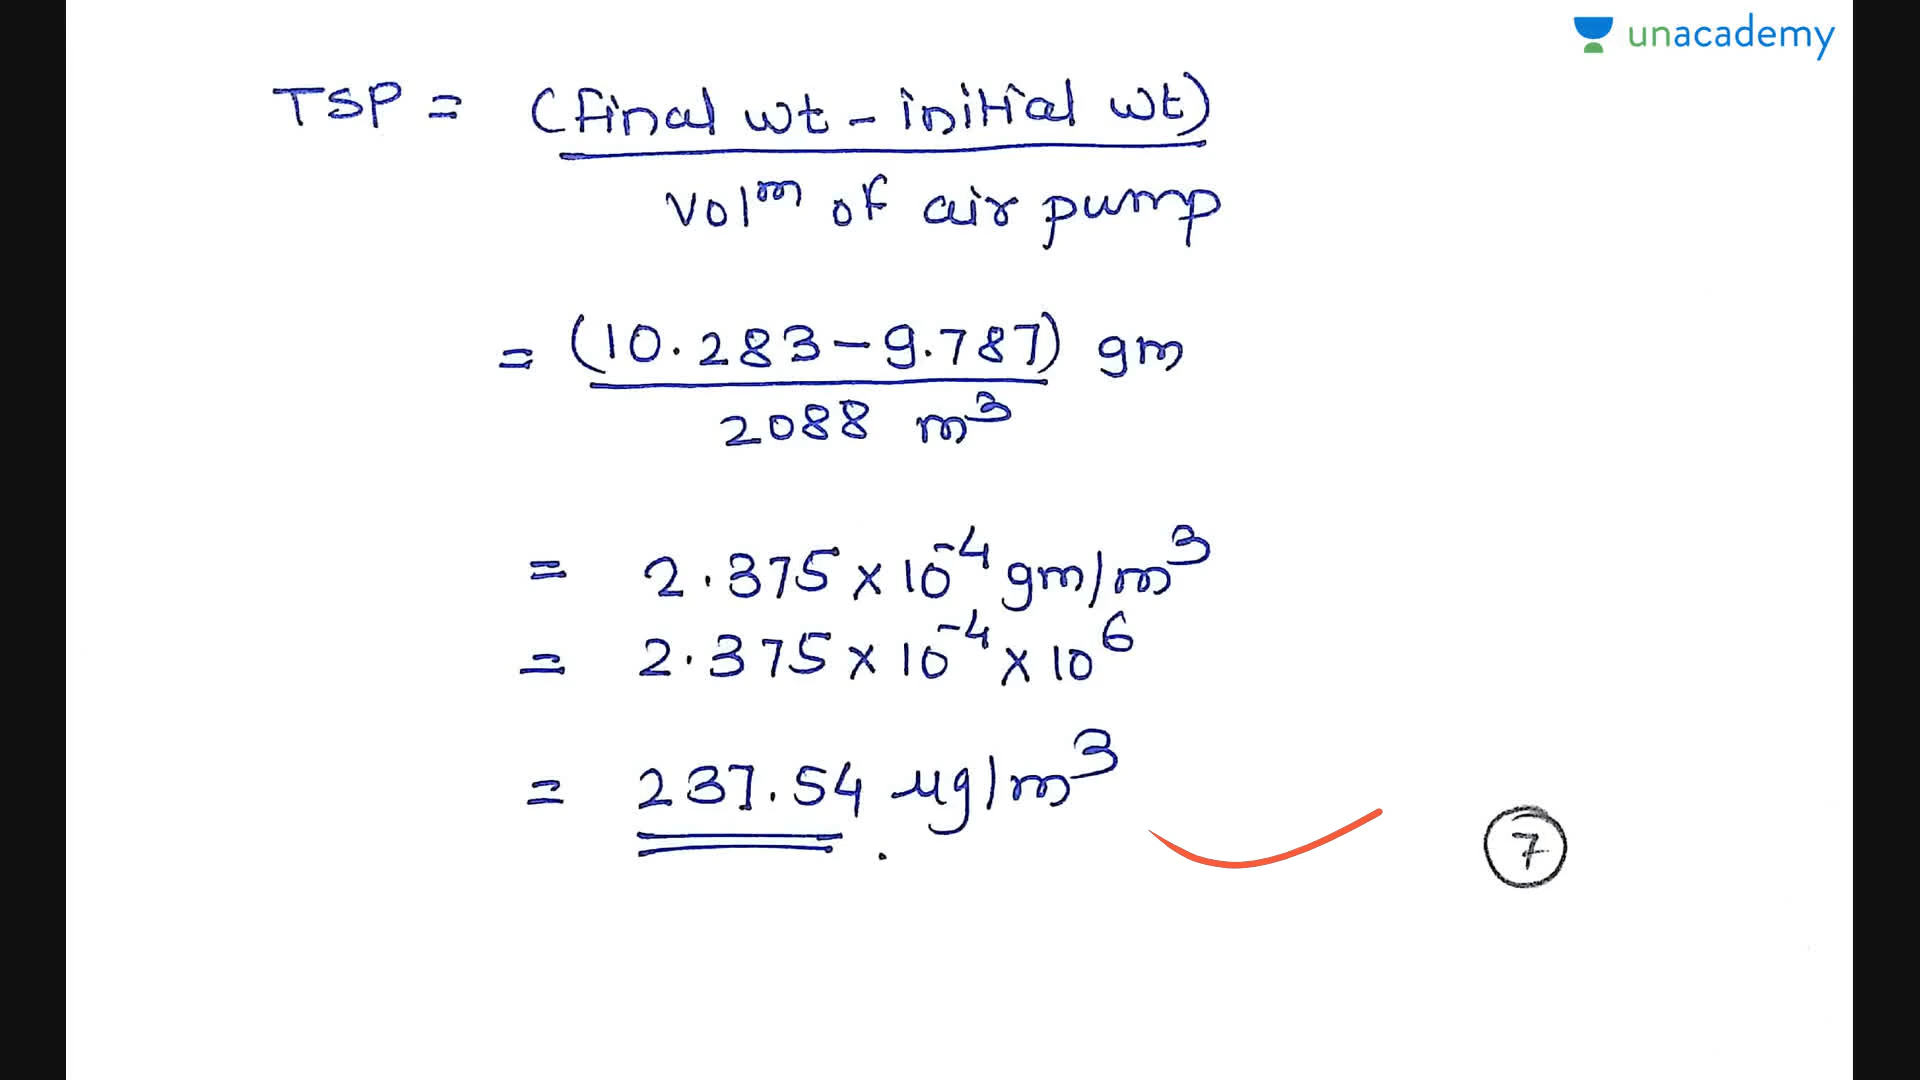 unacademy
TSP = (final wt - initial wt)
Volᵐ of air pump
= (10.283 - 9.787) gm
2088 m³
= 2.375 × 10⁻⁴ gm/m³
= 2.375 × 10⁻⁴ × 10⁶
= 237.54 μg/m³.
7